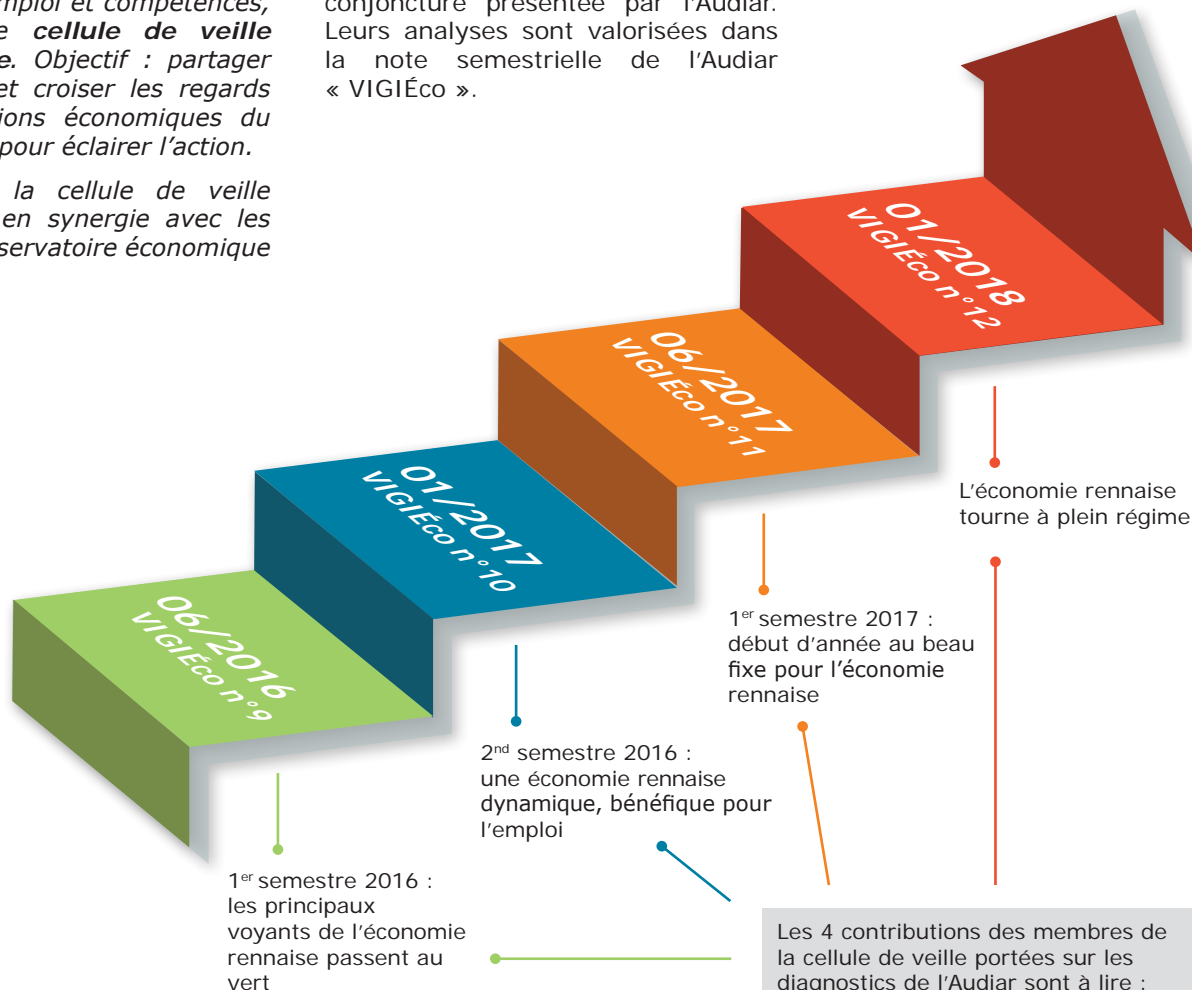 emploi et compétences,
e cellule de veille
e. Objectif : partager
et croiser les regards
ions économiques du
pour éclairer l'action.
la cellule de veille
en synergie avec les
servatoire économique
conjoncture présentée par l'Audiar.
Leurs analyses sont valorisées dans
la note semestrielle de l'Audiar
« VIGIÉco ».
01/2018
VIGIÉco n°12
06/2017
VIGIÉco n°11
01/2017
VIGIÉco n°10
06/2016
VIGIÉco n°9
L'économie rennaise
tourne à plein régime
1er semestre 2017 :
début d'année au beau
fixe pour l'économie
rennaise
2nd semestre 2016 :
une économie rennaise
dynamique, bénéfique pour
l'emploi
1er semestre 2016 :
les principaux
voyants de l'économie
rennaise passent au
vert
Les 4 contributions des membres de
la cellule de veille portées sur les
diagnostics de l'Audiar sont à lire :